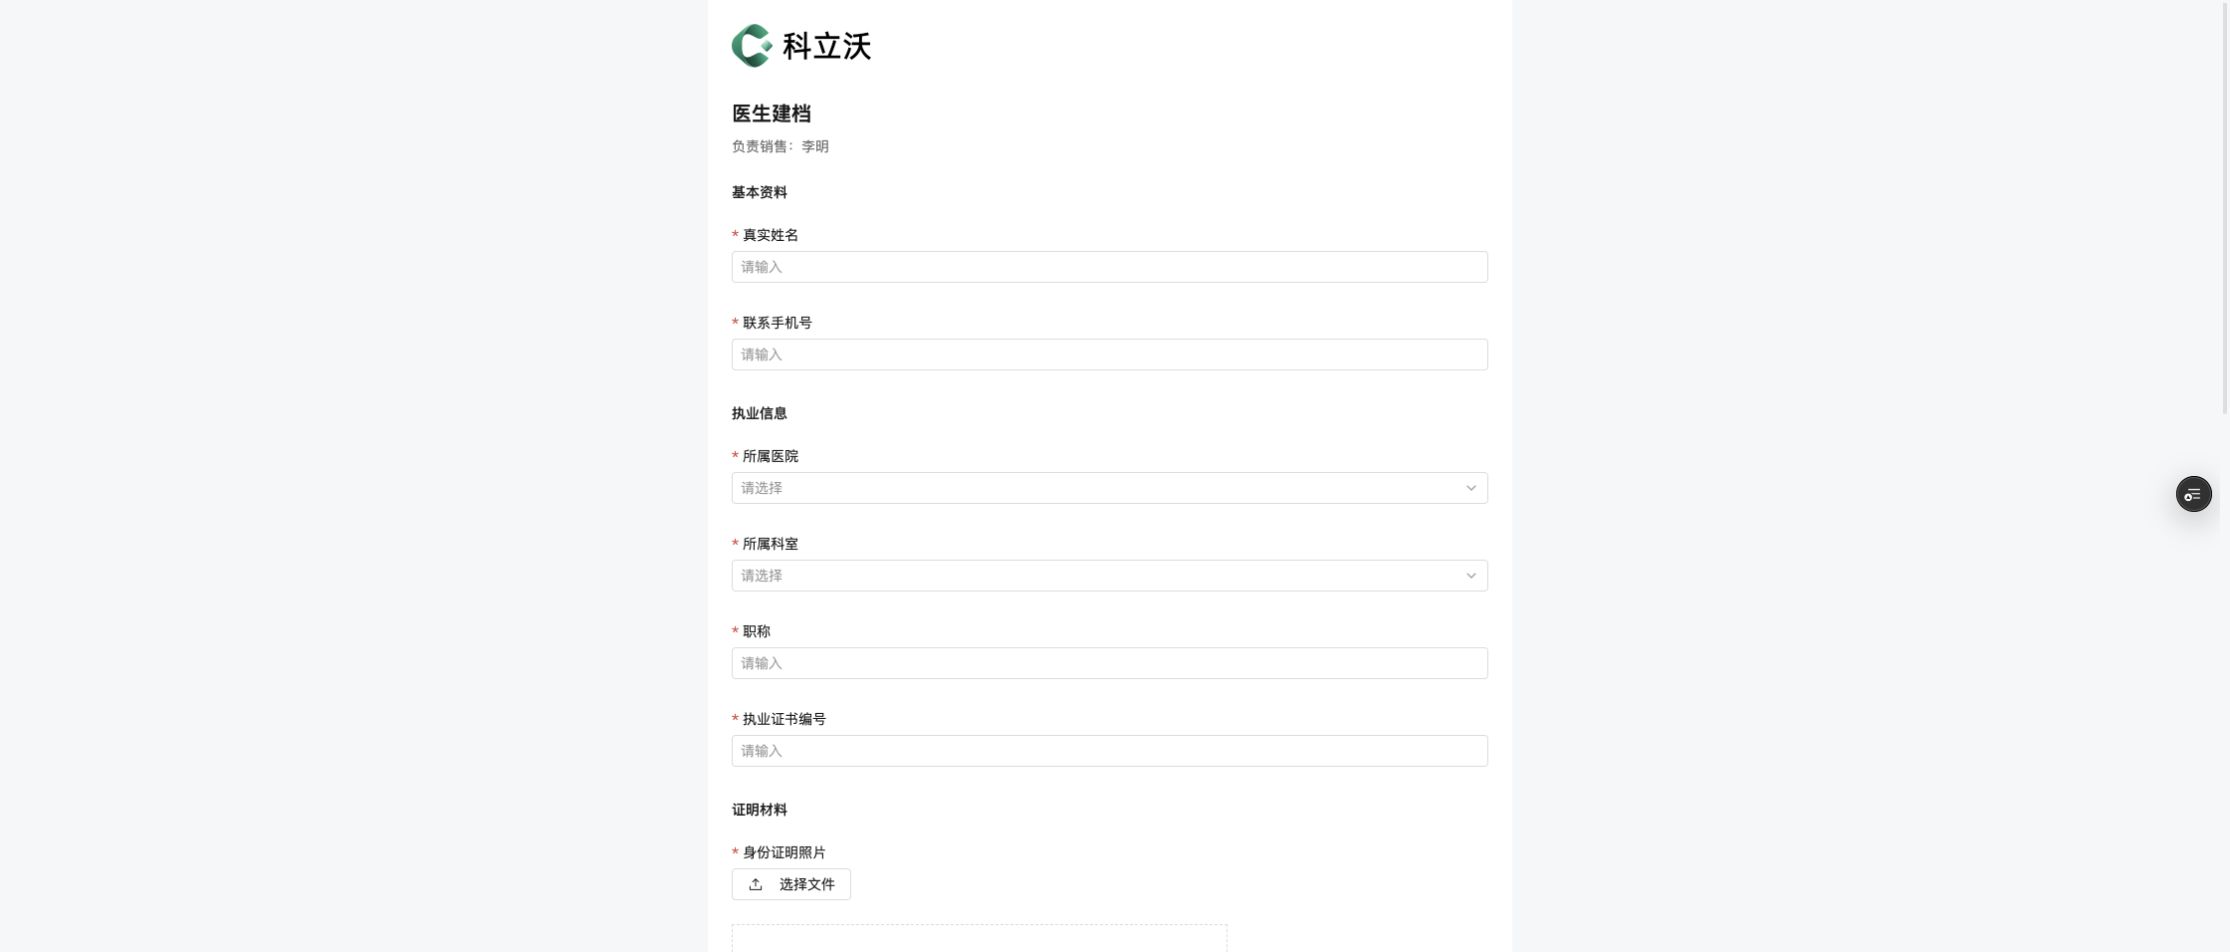 科立沃
医生建档
负责销售：李明
基本资料
* 真实姓名
请输入
* 联系手机号
请输入
执业信息
* 所属医院
请选择
* 所属科室
请选择
* 职称
请输入
* 执业证书编号
请输入
证明材料
* 身份证明照片
选择文件